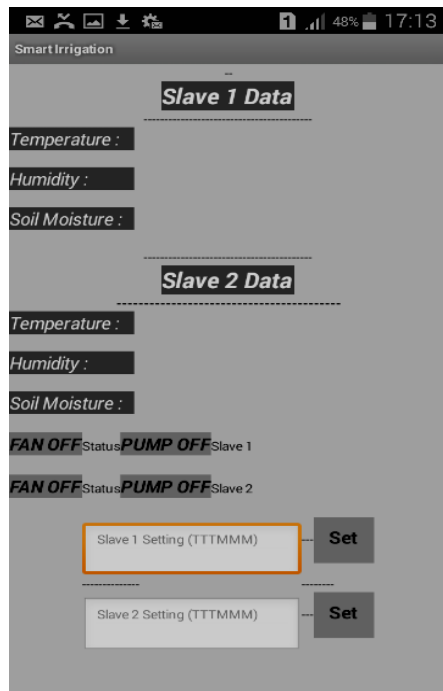 1 48% 17:13
Smart Irrigation
--
Slave 1 Data
----------------------------------------
Temperature :
Humidity :
Soil Moisture :
----------------------------------------
Slave 2 Data
----------------------------------------
Temperature :
Humidity :
Soil Moisture :
FAN OFF Status PUMP OFF Slave 1
FAN OFF Status PUMP OFF Slave 2
Slave 1 Setting (TTTMMM) --- Set
-------------- --------
Slave 2 Setting (TTTMMM) --- Set